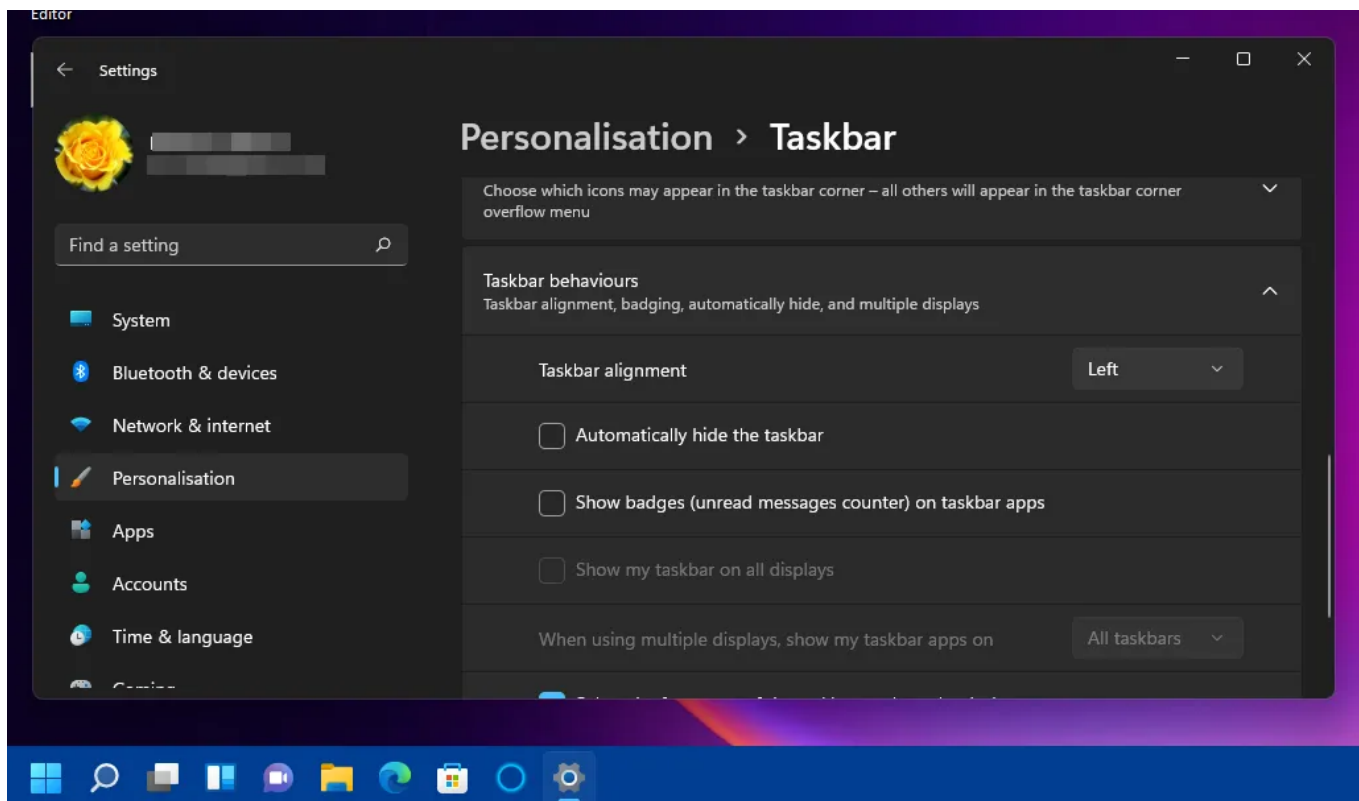 Editor
Settings
Personalisation > Taskbar
Choose which icons may appear in the taskbar corner – all others will appear in the taskbar corner
overflow menu
Find a setting
Taskbar behaviours
Taskbar alignment, badging, automatically hide, and multiple displays
System
Taskbar alignment
Left
Bluetooth & devices
Network & internet
Automatically hide the taskbar
Personalisation
Show badges (unread messages counter) on taskbar apps
Apps
Show my taskbar on all displays
Accounts
Time & language
When using multiple displays, show my taskbar apps on
All taskbars